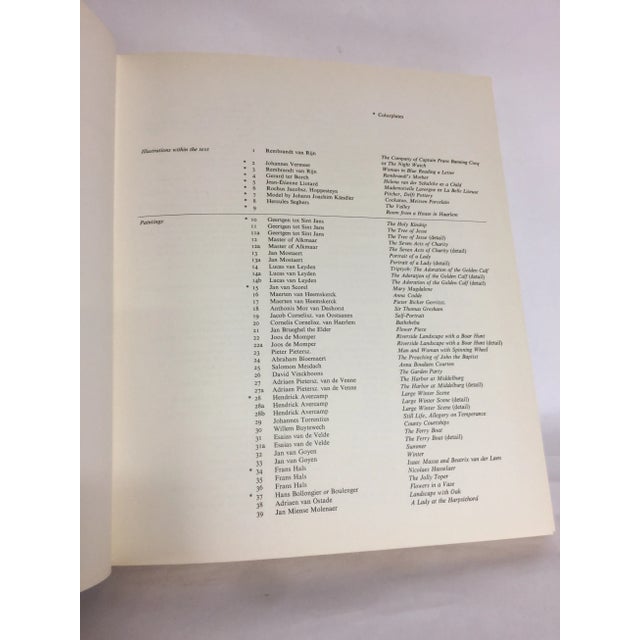 * Colorplates
Illustrations within the text
1 Rembrandt van Rijn The Company of Captain Frans Banning Cocq
or The Night Watch
* 2 Johannes Vermeer Woman in Blue Reading a Letter
* 3 Rembrandt van Rijn Rembrandt's Mother
* 4 Gerard ter Borch Helena van der Schalcke as a Child
* 5 Jean-Étienne Liotard Mademoiselle Lavergne or La Belle Liseuse
* 6 Rochus Jacobsz. Hoppesteyn Pitcher, Delft Pottery
* 7 Model by Johann Joachim Kändler Cockatoo, Meissen Porcelain
* 8 Hercules Seghers The Valley
* 9 Room from a House in Haarlem
Paintings
* 10 Geertgen tot Sint Jans The Holy Kinship
11 Geertgen tot Sint Jans The Tree of Jesse
11a Geertgen tot Sint Jans The Tree of Jesse (detail)
12 Master of Alkmaar The Seven Acts of Charity
12a Master of Alkmaar The Seven Acts of Charity (detail)
13 Jan Mostaert Portrait of a Lady
13a Jan Mostaert Portrait of a Lady (detail)
14 Lucas van Leyden Triptych: The Adoration of the Golden Calf
14a Lucas van Leyden The Adoration of the Golden Calf (detail)
14b Lucas van Leyden The Adoration of the Golden Calf (detail)
* 15 Jan van Scorel Mary Magdalene
16 Maerten van Heemskerck Anna Codde
17 Maerten van Heemskerck Pieter Bicker Gerritsz.
18 Anthonis Mor van Dashorst Sir Thomas Gresham
19 Jacob Cornelisz. van Oostsanen Self-Portrait
20 Cornelis Cornelisz. van Haarlem Bathsheba
21 Jan Brueghel the Elder Flower Piece
22 Joos de Momper Riverside Landscape with a Boar Hunt
22a Joos de Momper Riverside Landscape with a Boar Hunt (detail)
23 Pieter Pietersz. Man and Woman with Spinning Wheel
24 Abraham Bloemaert The Preaching of John the Baptist
25 Salomon Mesdach Anna Boudaen Courten
26 David Vinckboons The Garden Party
27 Adriaen Pietersz. van de Venne The Harbor at Middelburg
27a Adriaen Pietersz. van de Venne The Harbor at Middelburg (detail)
* 28 Hendrick Avercamp Large Winter Scene
28a Hendrick Avercamp Large Winter Scene (detail)
28b Hendrick Avercamp Large Winter Scene (detail)
29 Johannes Torrentius Still Life, Allegory on Temperance
30 Willem Buytewech County Courtships
31 Esaias van de Velde The Ferry Boat
31a Esaias van de Velde The Ferry Boat (detail)
32 Jan van Goyen Summer
33 Jan van Goyen Winter
* 34 Frans Hals Isaac Massa and Beatrix van der Laen
35 Frans Hals Nicolaes Hasselaer
36 Frans Hals The Jolly Toper
* 37 Hans Bollongier or Boulenger Flowers in a Vase
38 Adriaen van Ostade Landscape with Oak
39 Jan Miense Molenaer A Lady at the Harpsichord